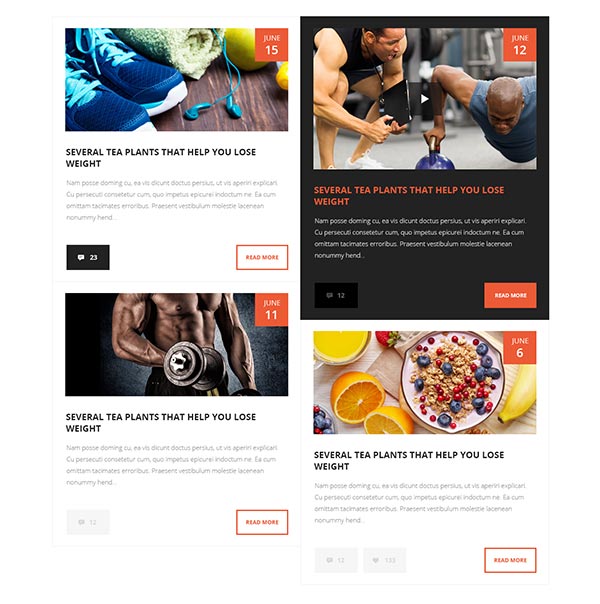 JUNE
15
SEVERAL TEA PLANTS THAT HELP YOU LOSE
WEIGHT
Nam posse doming cu, ea vis dicunt doctus persius, ut vis aperiri explicari.
Cu persecuti consetetur cum, quo impetus epicurei indoctum ne. Ea cum
omittam tacimates erroribus. Praesent vestibulum molestie lacenean
nonummy hend...
23
READ MORE
JUNE
11
SEVERAL TEA PLANTS THAT HELP YOU LOSE
WEIGHT
Nam posse doming cu, ea vis dicunt doctus persius, ut vis aperiri explicari.
Cu persecuti consetetur cum, quo impetus epicurei indoctum ne. Ea cum
omittam tacimates erroribus. Praesent vestibulum molestie lacenean
nonummy hend...
12
READ MORE
JUNE
12
SEVERAL TEA PLANTS THAT HELP YOU LOSE
WEIGHT
Nam posse doming cu, ea vis dicunt doctus persius, ut vis aperiri explicari.
Cu persecuti consetetur cum, quo impetus epicurei indoctum ne. Ea cum
omittam tacimates erroribus. Praesent vestibulum molestie lacenean
nonummy hend...
12
READ MORE
JUNE
6
SEVERAL TEA PLANTS THAT HELP YOU LOSE
WEIGHT
Nam posse doming cu, ea vis dicunt doctus persius, ut vis aperiri explicari.
Cu persecuti consetetur cum, quo impetus epicurei indoctum ne. Ea cum
omittam tacimates erroribus. Praesent vestibulum molestie lacenean
nonummy hend...
12
133
READ MORE